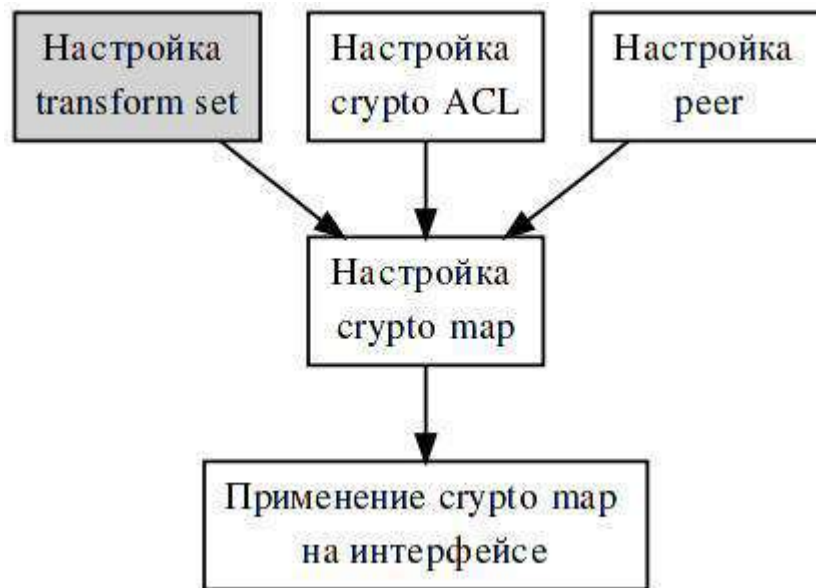 Настройка
transform set
Настройка
crypto ACL
Настройка
peer
Настройка
crypto map
Применение crypto map
на интерфейсе